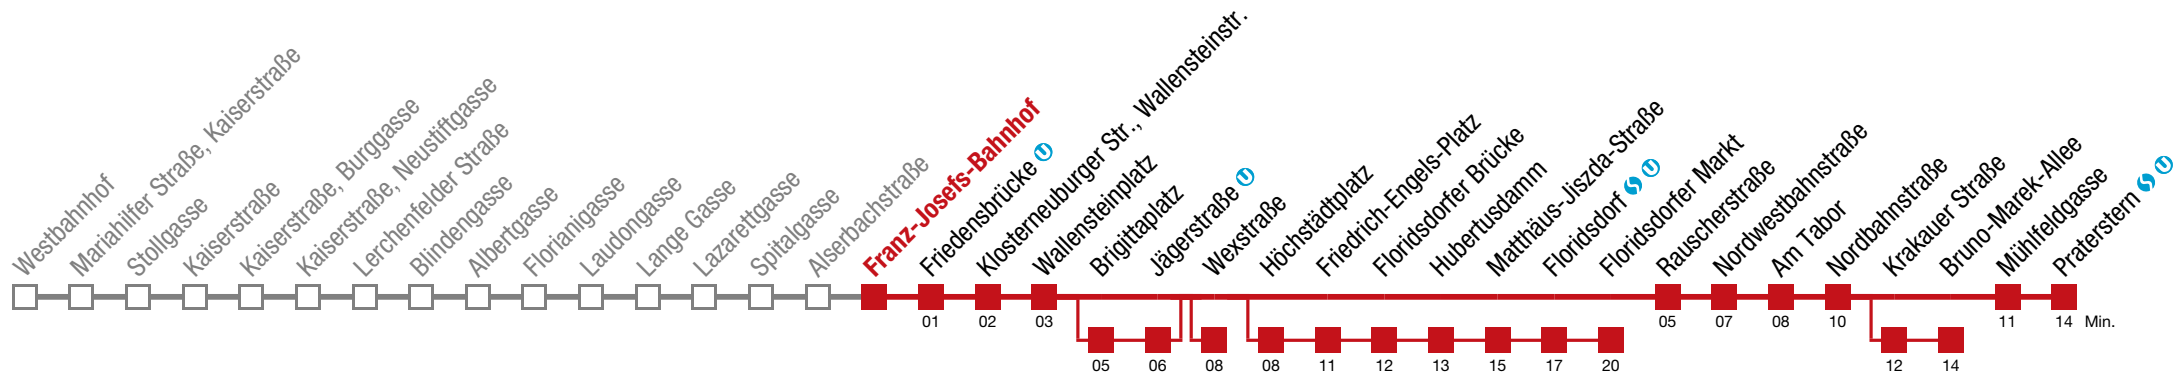 Westbahnhof
Mariahilfer Straße, Kaiserstraße
Stollgasse
Kaiserstraße
Kaiserstraße, Burggasse
Kaiserstraße, Neustiftgasse
Lerchenfelder Straße
Blindengasse
Albertgasse
Florianigasse
Laudongasse
Lange Gasse
Lazarettgasse
Spitalgasse
Alserbachstraße
Franz-Josefs-Bahnhof
Friedensbrücke U
Klosterneuburger Str., Wallensteinstr.
Wallensteinplatz
Brigittaplatz
Jägerstraße U
Wexstraße
Höchstädtplatz
Friedrich-Engels-Platz
Floridsdorfer Brücke
Hubertusdamm
Matthäus-Jiszda-Straße
Floridsdorf S U
Floridsdorfer Markt
Rauscherstraße
Nordwestbahnstraße
Am Tabor
Nordbahnstraße
Krakauer Straße
Bruno-Marek-Allee
Mühlfeldgasse
Praterstern S U
01 02 03 05 07 08 10 11 14 Min.
05 06 08 08 11 12 13 15 17 20 12 14